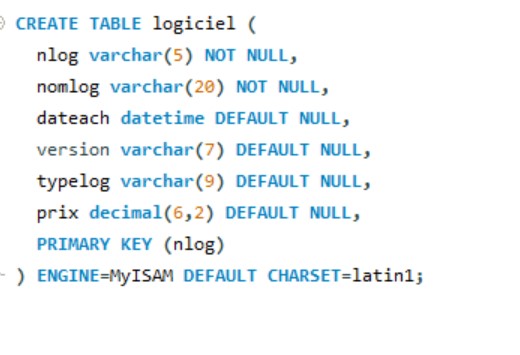 CREATE TABLE logiciel (
nlog varchar(5) NOT NULL,
nomlog varchar(20) NOT NULL,
dateach datetime DEFAULT NULL,
version varchar(7) DEFAULT NULL,
typelog varchar(9) DEFAULT NULL,
prix decimal(6,2) DEFAULT NULL,
PRIMARY KEY (nlog)
) ENGINE=MyISAM DEFAULT CHARSET=latin1;